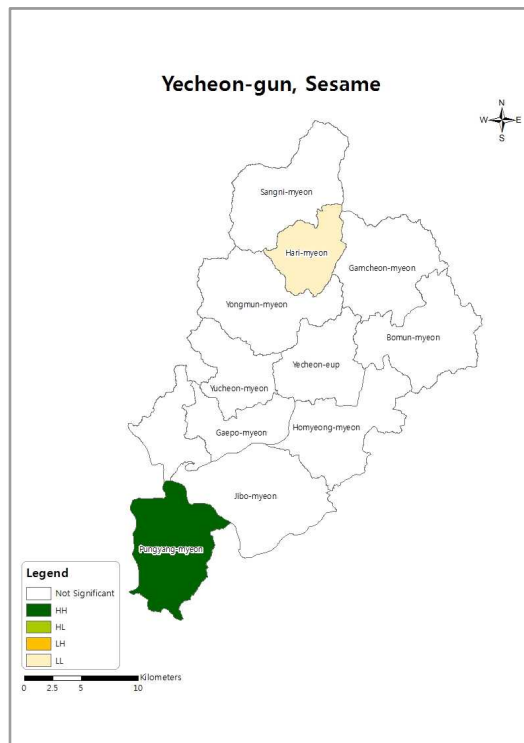 Yecheon-gun, Sesame
N
W E
S
Sangni-myeon
Hari-myeon
Gamcheon-myeon
Yongmun-myeon
Bomun-myeon
Yecheon-eup
Yucheon-myeon
Gaepo-myeon
Homyeong-myeon
Jibo-myeon
Pungyang-myeon
Legend
Not Significant
HH
HL
LH
LL
Kilometers
0 2.5 5 10